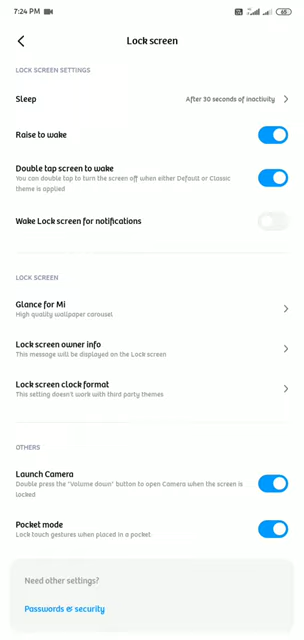 7:24 PM
65
Lock screen
LOCK SCREEN SETTINGS
Sleep
After 30 seconds of inactivity
Raise to wake
Double tap screen to wake
You can double tap to turn the screen off when either Default or Classic
theme is applied
Wake Lock screen for notifications
LOCK SCREEN
Glance for Mi
High quality wallpaper carousel
Lock screen owner info
This message will be displayed on the Lock screen
Lock screen clock format
This setting doesn't work with third party themes
OTHERS
Launch Camera
Double press the "Volume down" button to open Camera when the screen is
locked
Pocket mode
Lock touch gestures when placed in a pocket
Need other settings?
Passwords & security